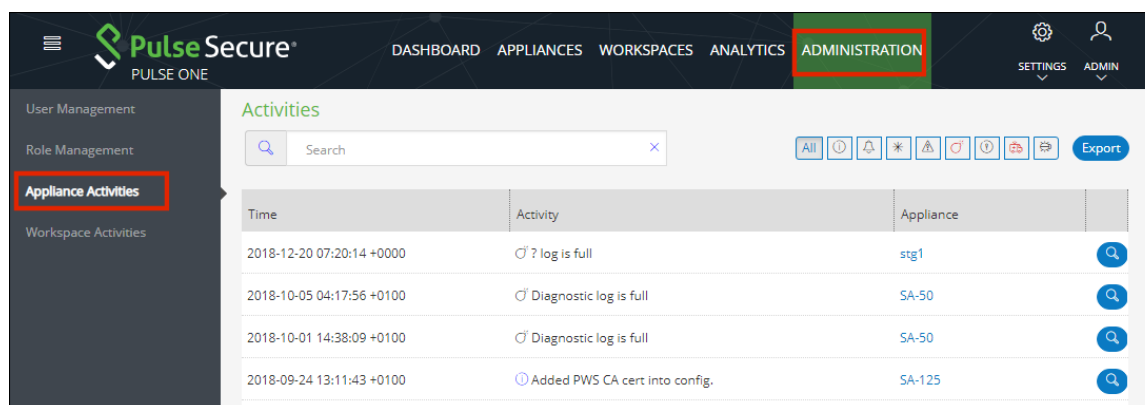 Pulse Secure®
PULSE ONE
DASHBOARD APPLIANCES WORKSPACES ANALYTICS ADMINISTRATION
SETTINGS ADMIN
User Management
Role Management
Appliance Activities
Workspace Activities
Activities
Search
All
Export
Time Activity Appliance
2018-12-20 07:20:14 +0000 ? log is full stg1
2018-10-05 04:17:56 +0100 Diagnostic log is full SA-50
2018-10-01 14:38:09 +0100 Diagnostic log is full SA-50
2018-09-24 13:11:43 +0100 Added PWS CA cert into config. SA-125